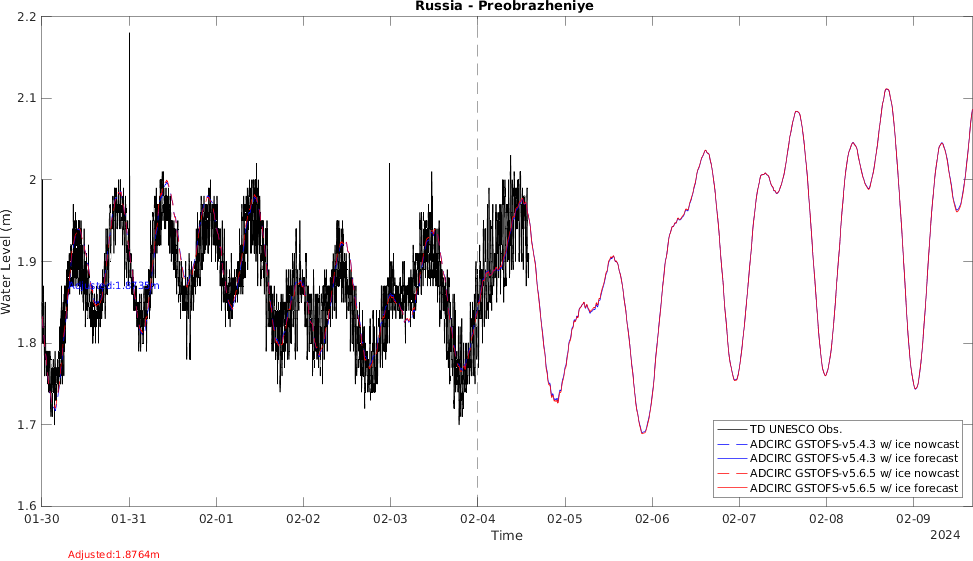 Russia - Preobrazheniye
2.2
2.1
2
1.9
1.8
1.7
1.6
Water Level (m)
01-30
01-31
02-01
02-02
02-03
02-04
02-05
02-06
02-07
02-08
02-09
Time
2024
TD UNESCO Obs.
ADCIRC GSTOFS-v5.4.3 w/ ice nowcast
ADCIRC GSTOFS-v5.4.3 w/ ice forecast
ADCIRC GSTOFS-v5.6.5 w/ ice nowcast
ADCIRC GSTOFS-v5.6.5 w/ ice forecast
Adjusted:1.8764m